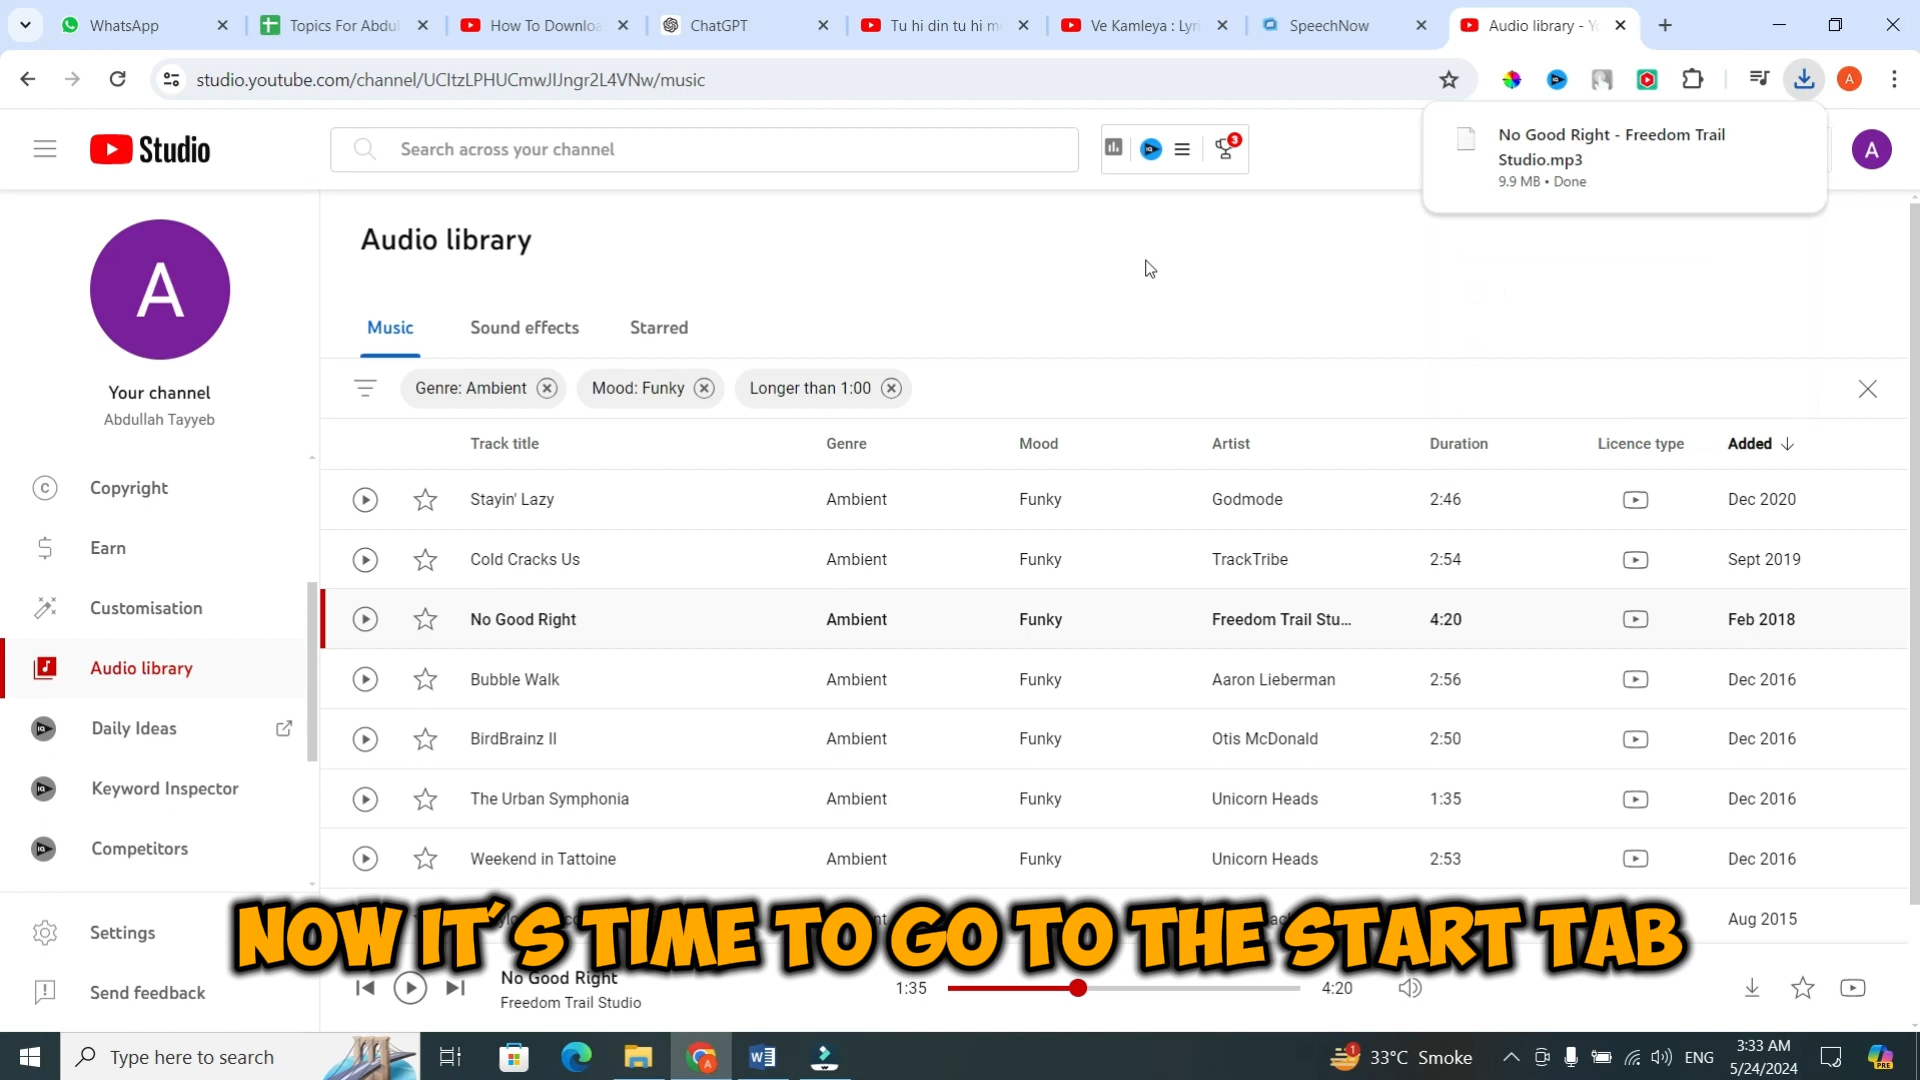 WhatsApp
Topics For Abdul
How To Downloa
ChatGPT
Tu hi din tu hi m
Ve Kamleya : Lyri
SpeechNow
Audio library - Yo
studio.youtube.com/channel/UCItzLPHUCmwJIJngr2L4VNw/music
A
No Good Right - Freedom Trail
Studio.mp3
9.9 MB • Done
Studio
Search across your channel
3
A
A
Your channel
Abdullah Tayyeb
Copyright
Earn
Customisation
Audio library
Daily Ideas
Keyword Inspector
Competitors
Settings
Send feedback
Audio library
Music Sound effects Starred
Genre: Ambient Mood: Funky Longer than 1:00
Track title Genre Mood Artist Duration Licence type Added
Stayin' Lazy Ambient Funky Godmode 2:46 Dec 2020
Cold Cracks Us Ambient Funky TrackTribe 2:54 Sept 2019
No Good Right Ambient Funky Freedom Trail Stu... 4:20 Feb 2018
Bubble Walk Ambient Funky Aaron Lieberman 2:56 Dec 2016
BirdBrainz II Ambient Funky Otis McDonald 2:50 Dec 2016
The Urban Symphonia Ambient Funky Unicorn Heads 1:35 Dec 2016
Weekend in Tattoine Ambient Funky Unicorn Heads 2:53 Dec 2016
Aug 2015
NOW IT'S TIME TO GO TO THE START TAB
No Good Right
Freedom Trail Studio
1:35
4:20
Type here to search
1
33°C Smoke
ENG
3:33 AM
5/24/2024
PRE